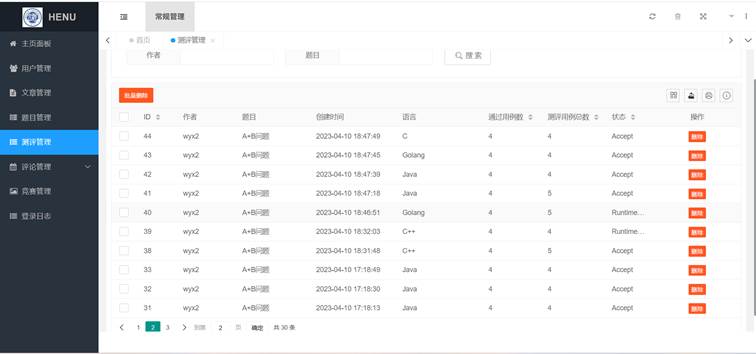 HENU 常规管理
主页面板 首页 测评管理
用户管理 作者 题目 搜 索
文章管理 批量删除
题目管理 ID 作者 题目 创建时间 语言 通过用例数 测评用例总数 状态 操作
44 wyx2 A+B问题 2023-04-10 18:47:49 C 4 4 Accept 删除
测评管理 43 wyx2 A+B问题 2023-04-10 18:47:45 Golang 4 4 Accept 删除
评论管理 42 wyx2 A+B问题 2023-04-10 18:47:39 Java 4 4 Accept 删除
竞赛管理 41 wyx2 A+B问题 2023-04-10 18:47:18 Java 4 5 Accept 删除
登录日志 40 wyx2 A+B问题 2023-04-10 18:46:51 Golang 4 5 Runtime... 删除
39 wyx2 A+B问题 2023-04-10 18:32:03 C++ 4 4 Runtime... 删除
38 wyx2 A+B问题 2023-04-10 18:31:48 C++ 4 5 Accept 删除
33 wyx2 A+B问题 2023-04-10 17:18:49 Java 4 4 Accept 删除
32 wyx2 A+B问题 2023-04-10 17:18:30 Java 4 4 Accept 删除
31 wyx2 A+B问题 2023-04-10 17:18:13 Java 4 4 Accept 删除
1 2 3 到第 2 页 确定 共 30 条